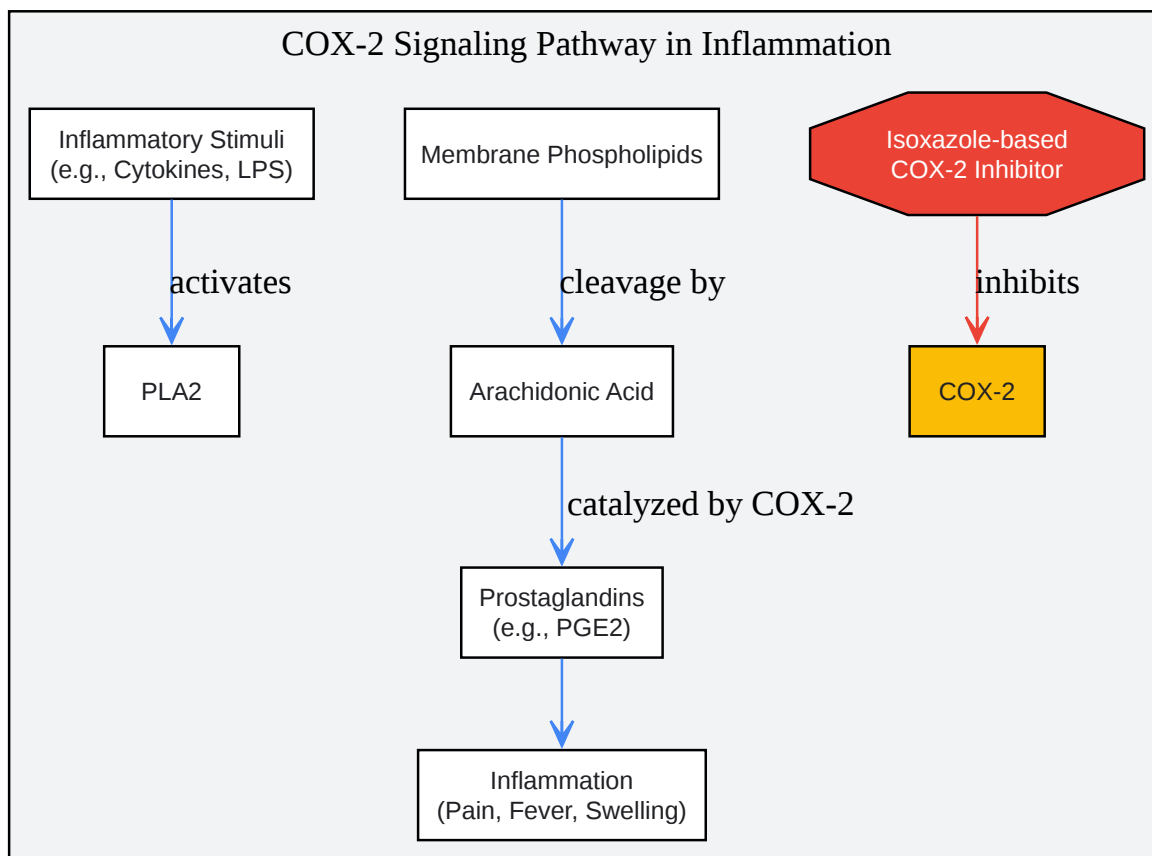 COX-2 Signaling Pathway in Inflammation
Inflammatory Stimuli
(e.g., Cytokines, LPS)
Membrane Phospholipids
Isoxazole-based
COX-2 Inhibitor
activates
cleavage by
inhibits
PLA2
Arachidonic Acid
COX-2
catalyzed by COX-2
Prostaglandins
(e.g., PGE2)
Inflammation
(Pain, Fever, Swelling)